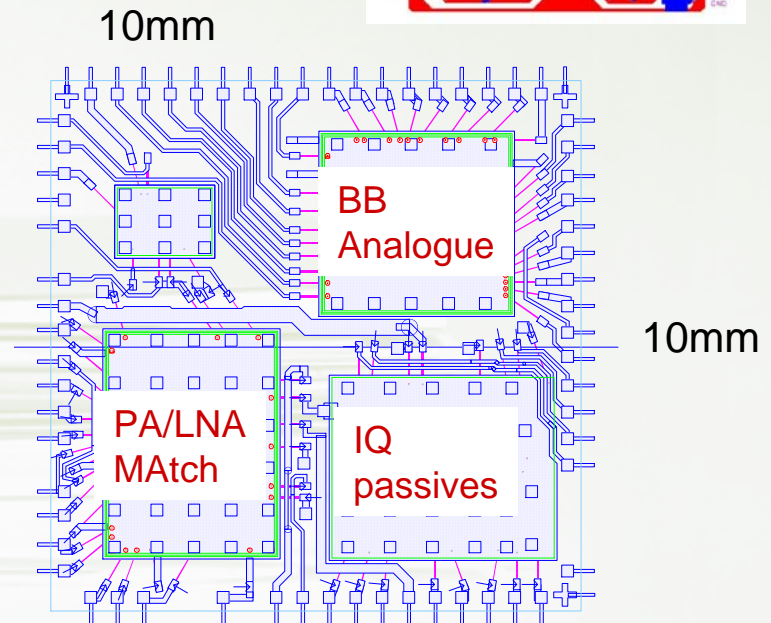 10mm
BB
Analogue
10mm
PA/LNA
MAtch
IQ
passives